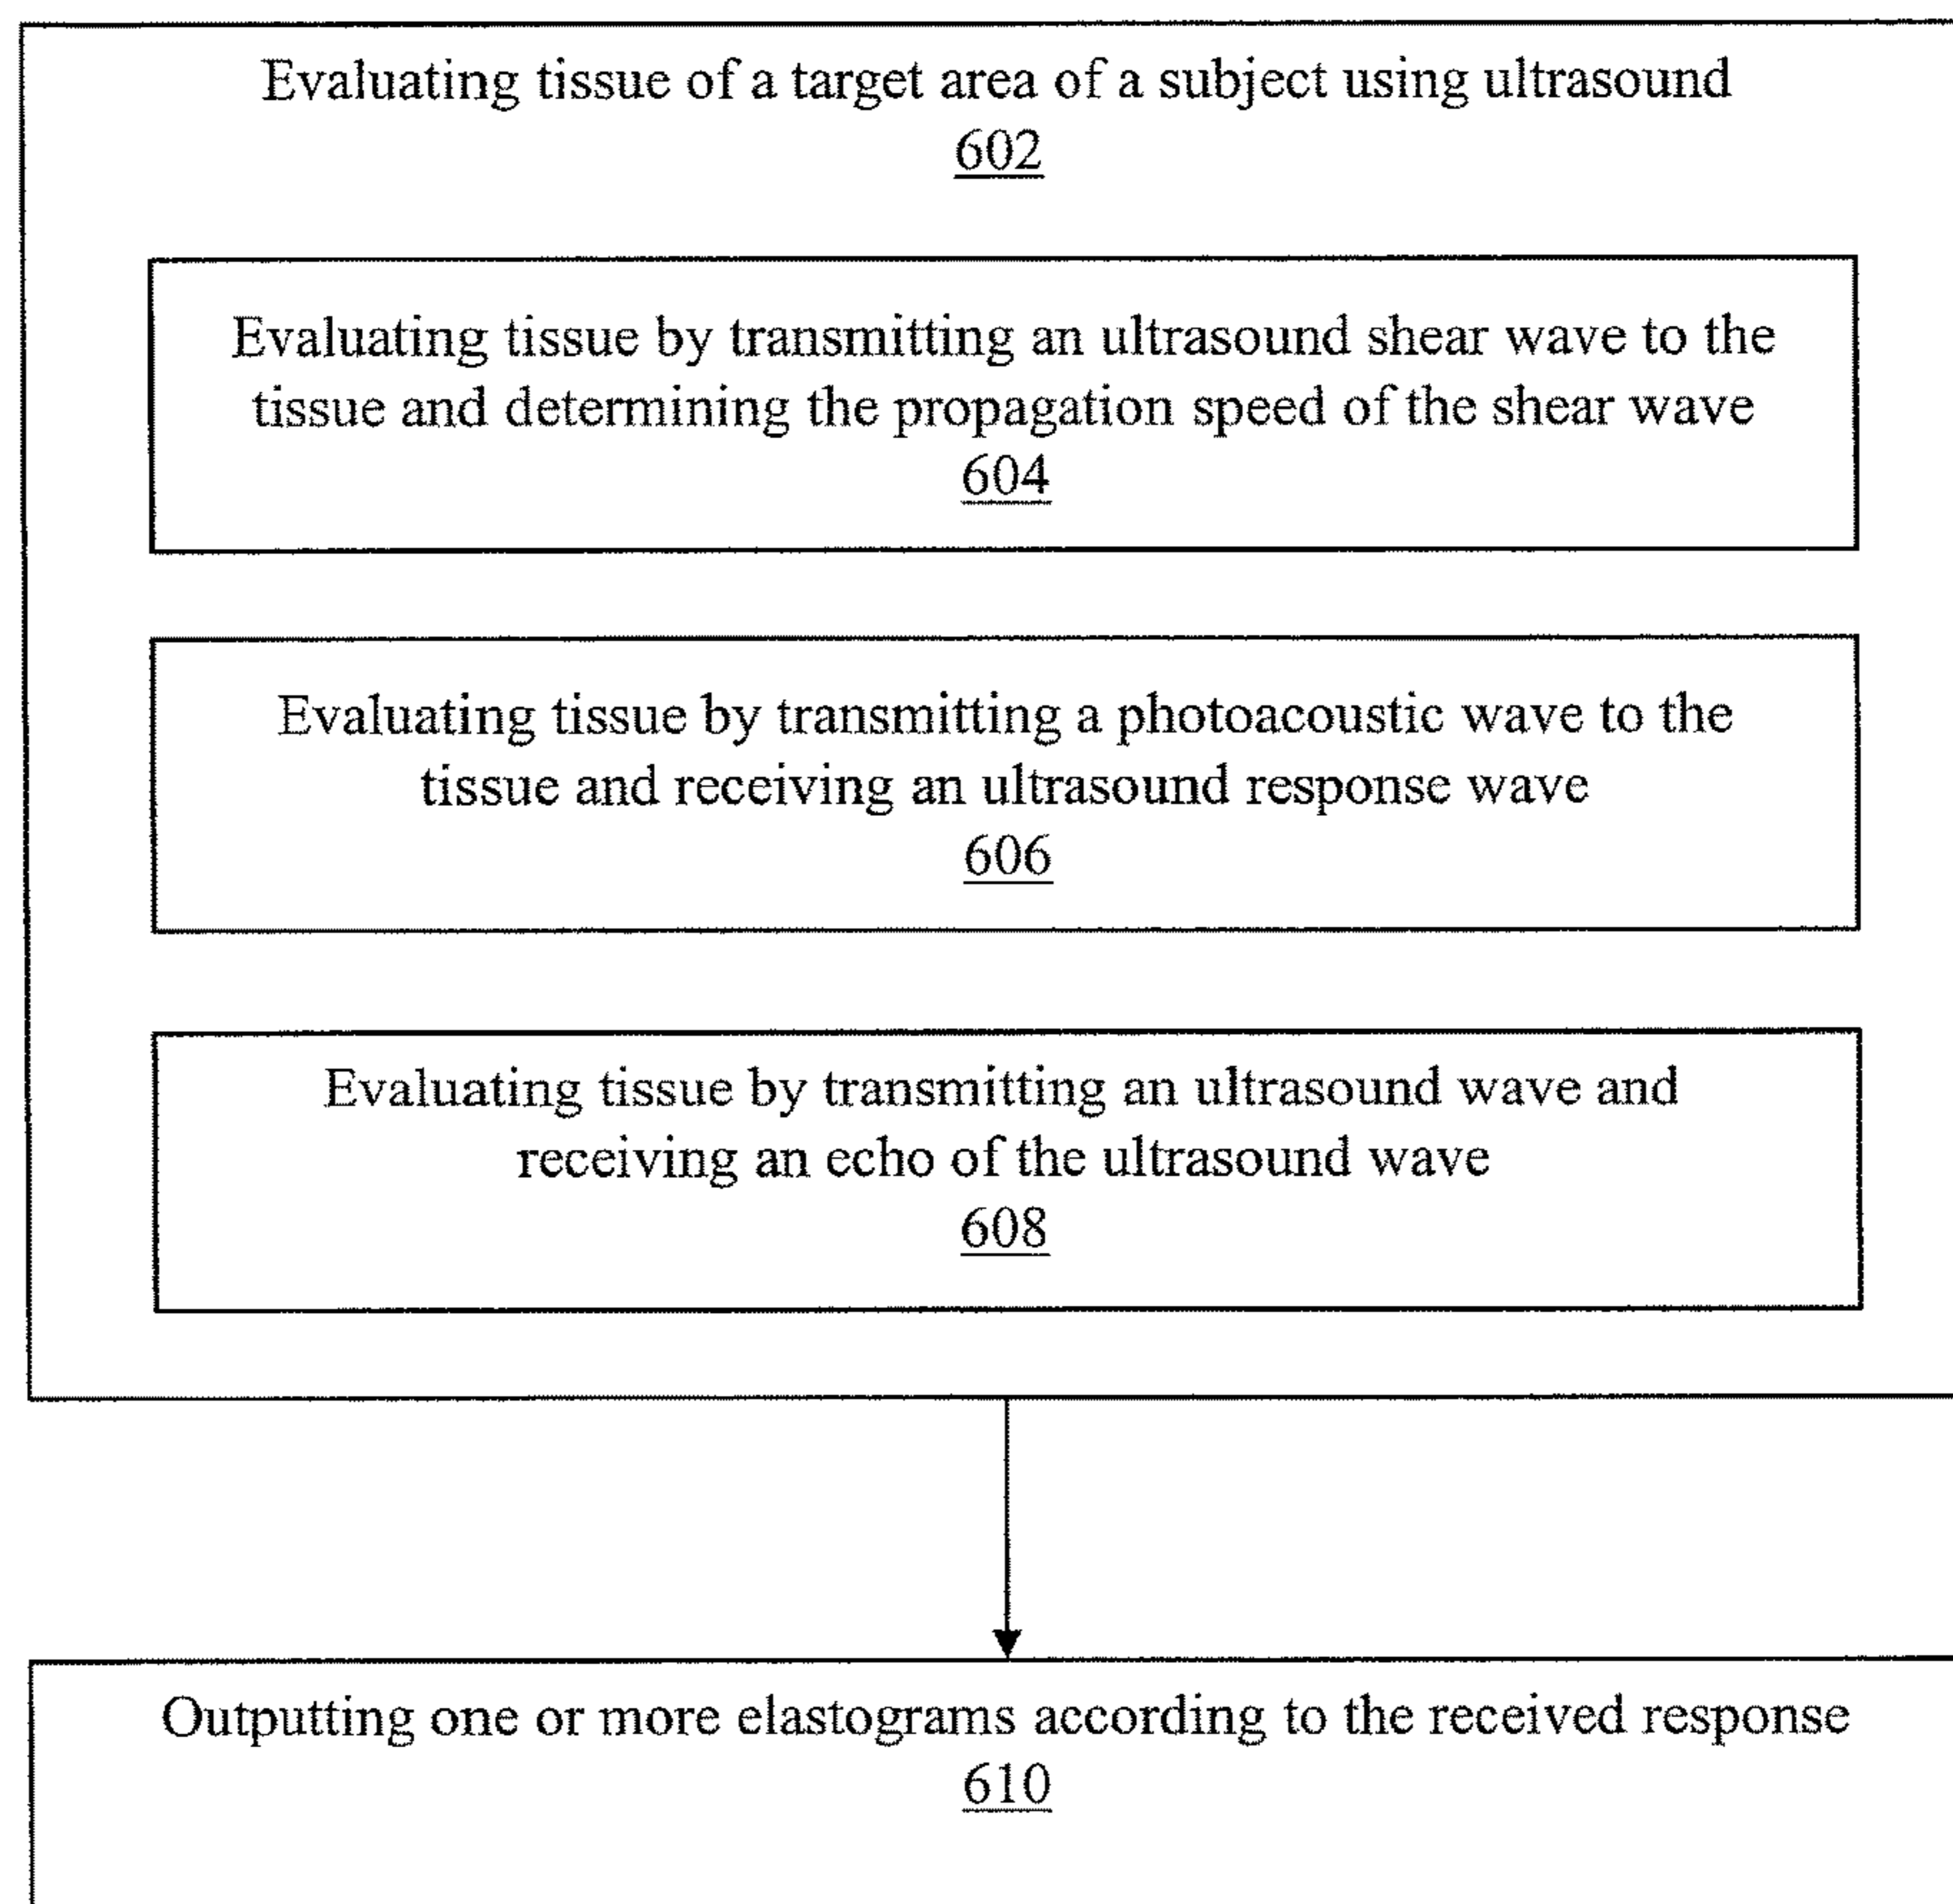 Evaluating tissue of a target area of a subject using ultrasound
602
Evaluating tissue by transmitting an ultrasound shear wave to the
tissue and determining the propagation speed of the shear wave
604
Evaluating tissue by transmitting a photoacoustic wave to the
tissue and receiving an ultrasound response wave
606
Evaluating tissue by transmitting an ultrasound wave and
receiving an echo of the ultrasound wave
608
Outputting one or more elastograms according to the received response
610